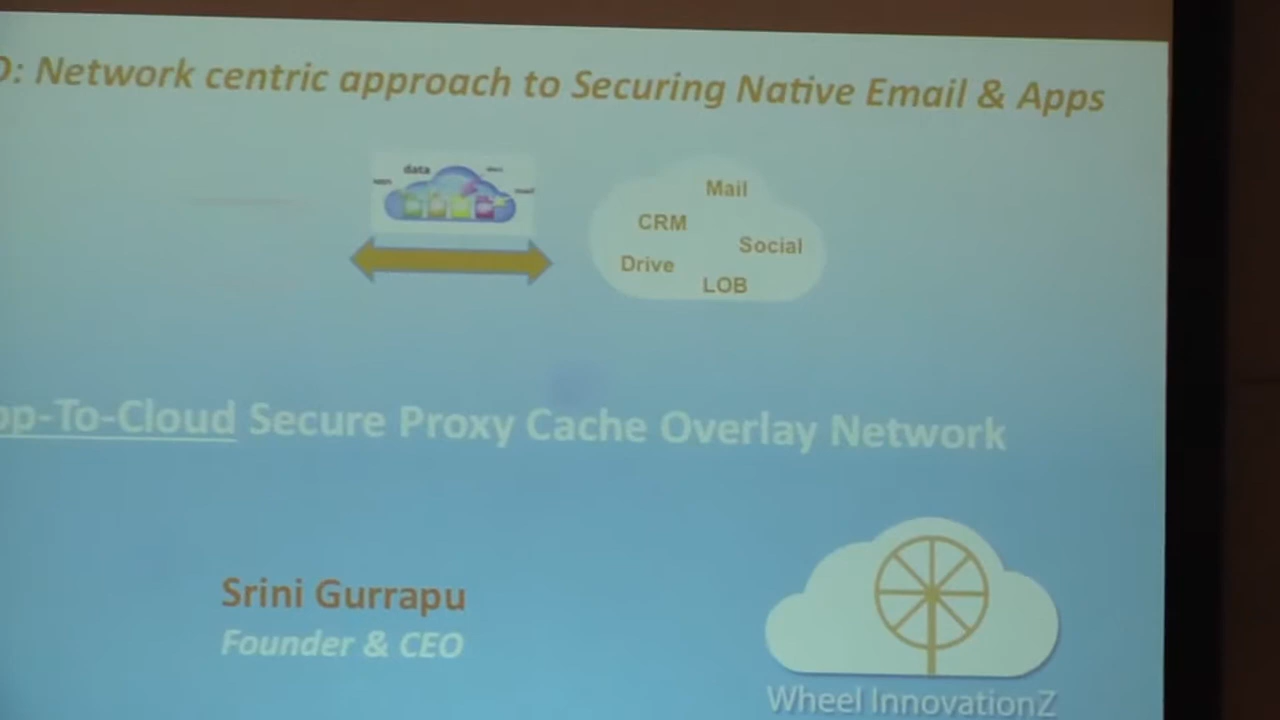 D: Network centric approach to Securing Native Email & Apps
data
Mail
CRM
Social
Drive
LOB
pp-To-Cloud Secure Proxy Cache Overlay Network
Srini Gurrapu
Founder & CEO
Wheel InnovationZ